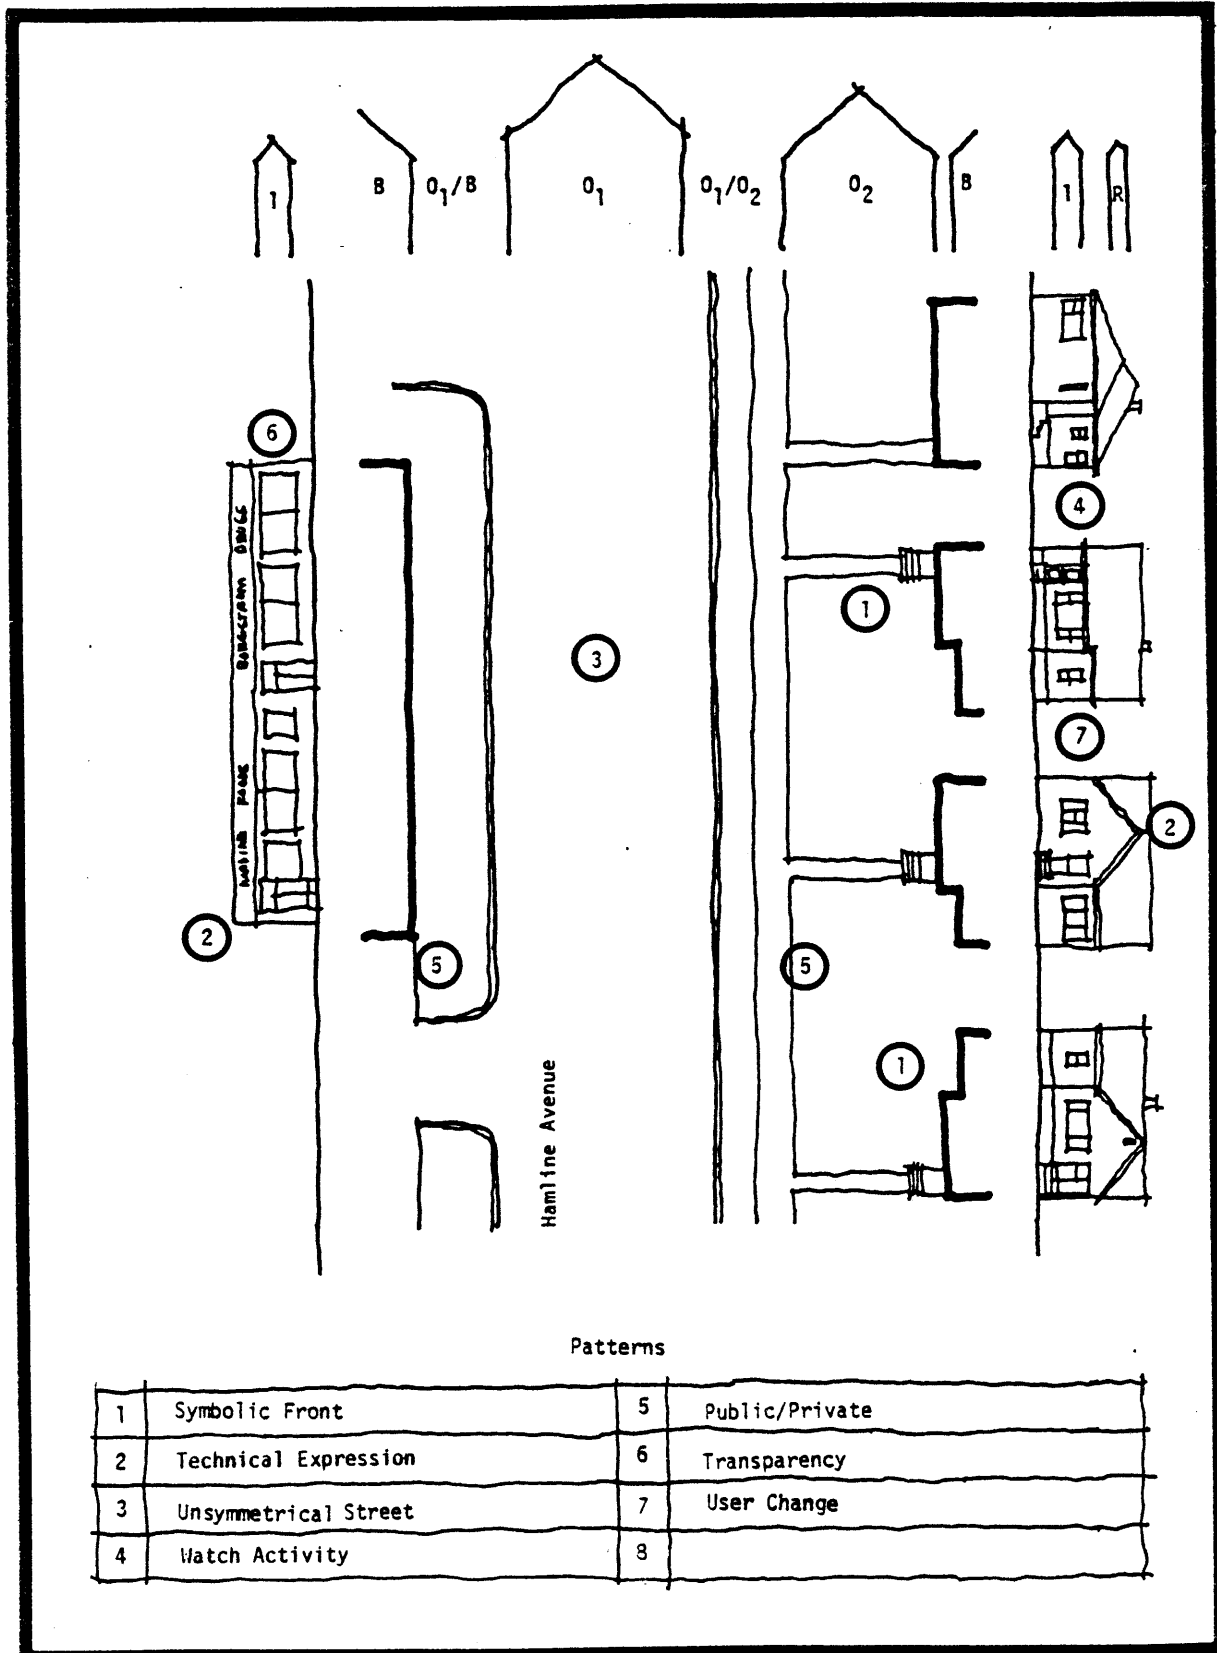 1 B O₁/B O₁ O₁/O₂ O₂ B 1 R
6
4
1
3
7
2
2
5
5
1
DRUGS
FOODS
Hamline Avenue
Patterns
1 Symbolic Front 5 Public/Private
2 Technical Expression 6 Transparency
3 Unsymmetrical Street 7 User Change
4 Watch Activity 8